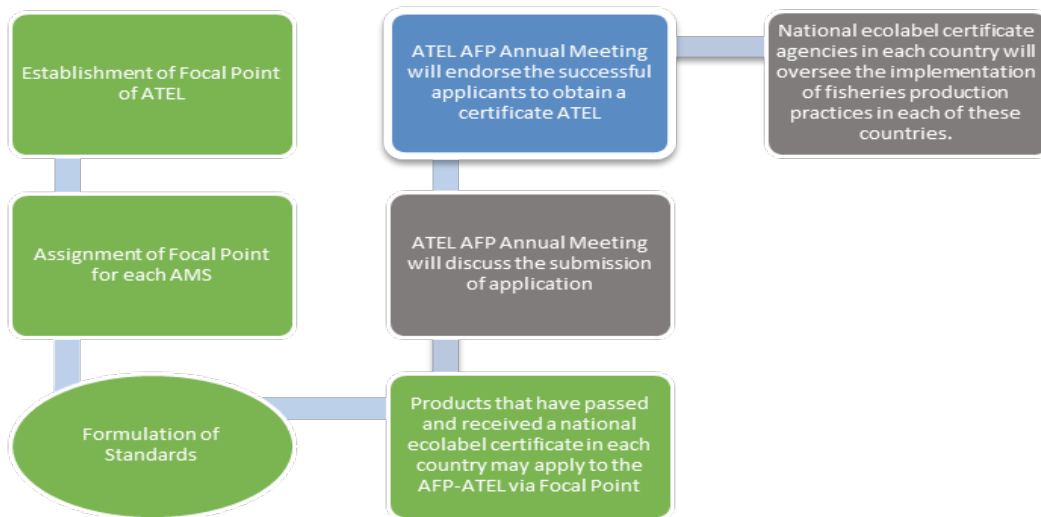 Establishment of Focal Point
of ATEL
Assignment of Focal Point
for each AMS
Formulation of
Standards
Products that have passed
and received a national
ecolabel certificate in each
country may apply to the
AFP-ATEL via Focal Point
ATEL AFP Annual Meeting
will discuss the submission
of application
ATEL AFP Annual Meeting
will endorse the successful
applicants to obtain a
certificate ATEL
National ecolabel certificate
agencies in each country will
oversee the implementation
of fisheries production
practices in each of these
countries.